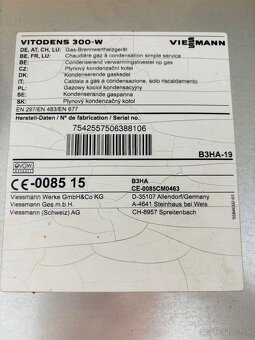 VITODENS 300-W VIESMANN
DE, AT, CH, LU: Gas-Brennwertheizgerät
BE, FR, LU: Chaudière gaz à condensation simple service
BE: Condenserend verwarmingstoestel op gas
CZ: Plynový kondenzační kotel
DK: Kondenserende gaskedel
IT: Caldaia a gas a condensazione, solo riscaldamento
PL: Gazowy kocioł kondensacyjny
SE: Kondenserande gaspanna
SK: Plynový kondenzačný kotol
EN 297/EN 483/EN 677
Herstell-Daten / N° de fabrication / Serial no.
7542557506388106
B3HA-19
DVGW
CE-0085 15
B3HA
CE-0085CM0463
Viessmann Werke GmbH&Co KG D-35107 Allendorf/Germany
Viessmann Ges.m.b.H. A-4641 Steinhaus bei Wels
Viessmann (Schweiz) AG CH-8957 Spreitenbach